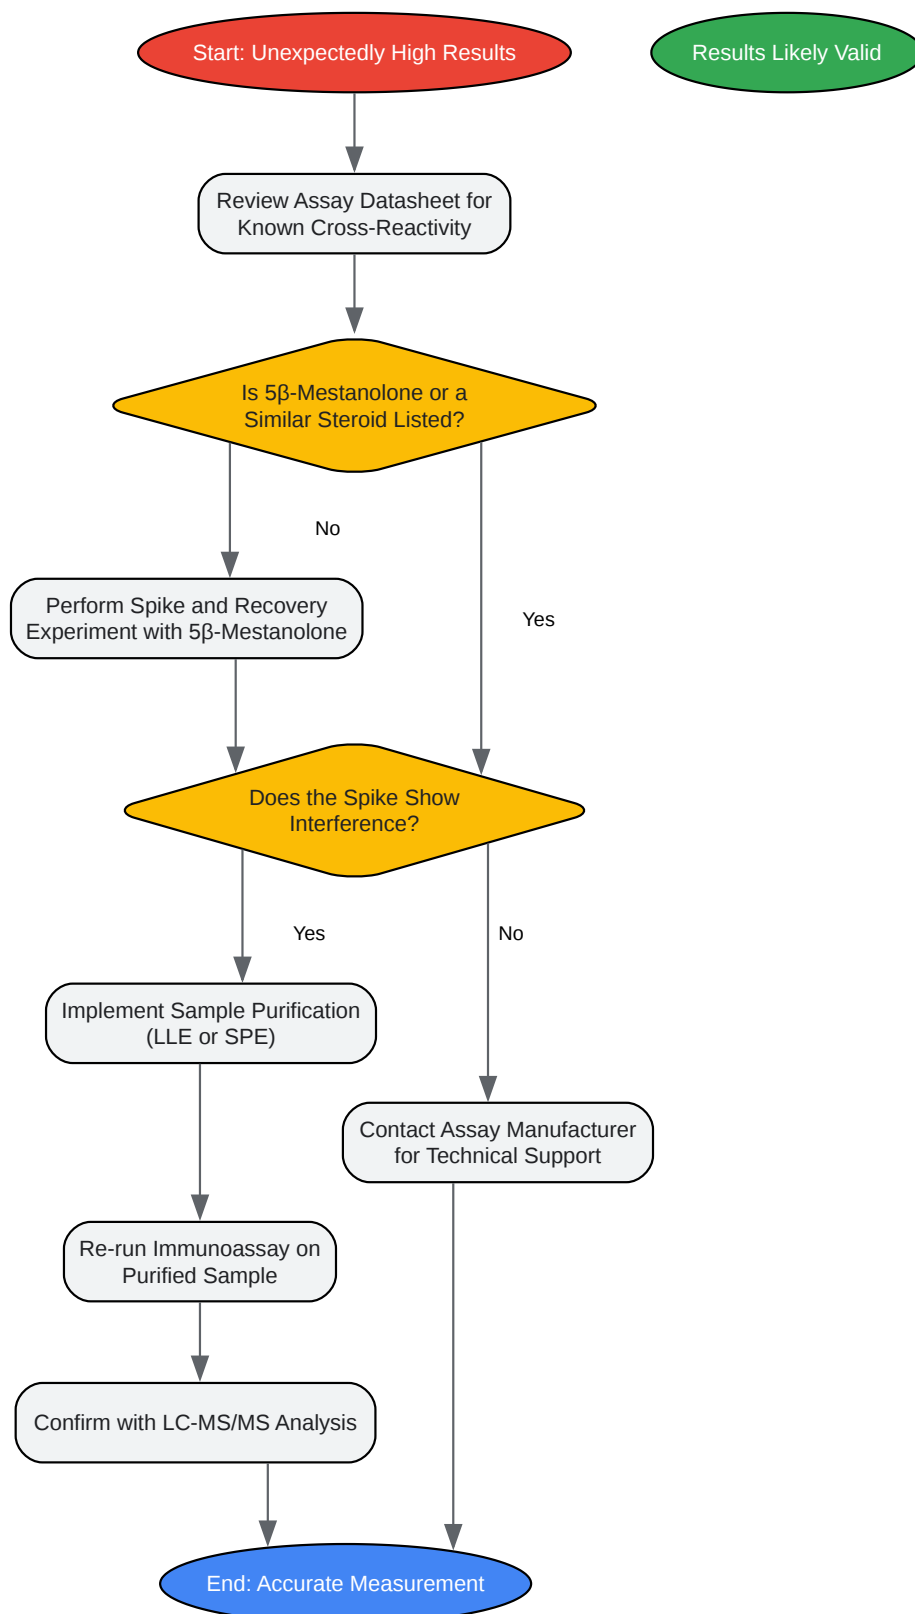 Start: Unexpectedly High Results
Results Likely Valid
Review Assay Datasheet for
Known Cross-Reactivity
Is 5β-Mestanolone or a
Similar Steroid Listed?
No
Perform Spike and Recovery
Experiment with 5β-Mestanolone
Yes
Does the Spike Show
Interference?
Yes
No
Implement Sample Purification
(LLE or SPE)
Contact Assay Manufacturer
for Technical Support
Re-run Immunoassay on
Purified Sample
Confirm with LC-MS/MS Analysis
End: Accurate Measurement